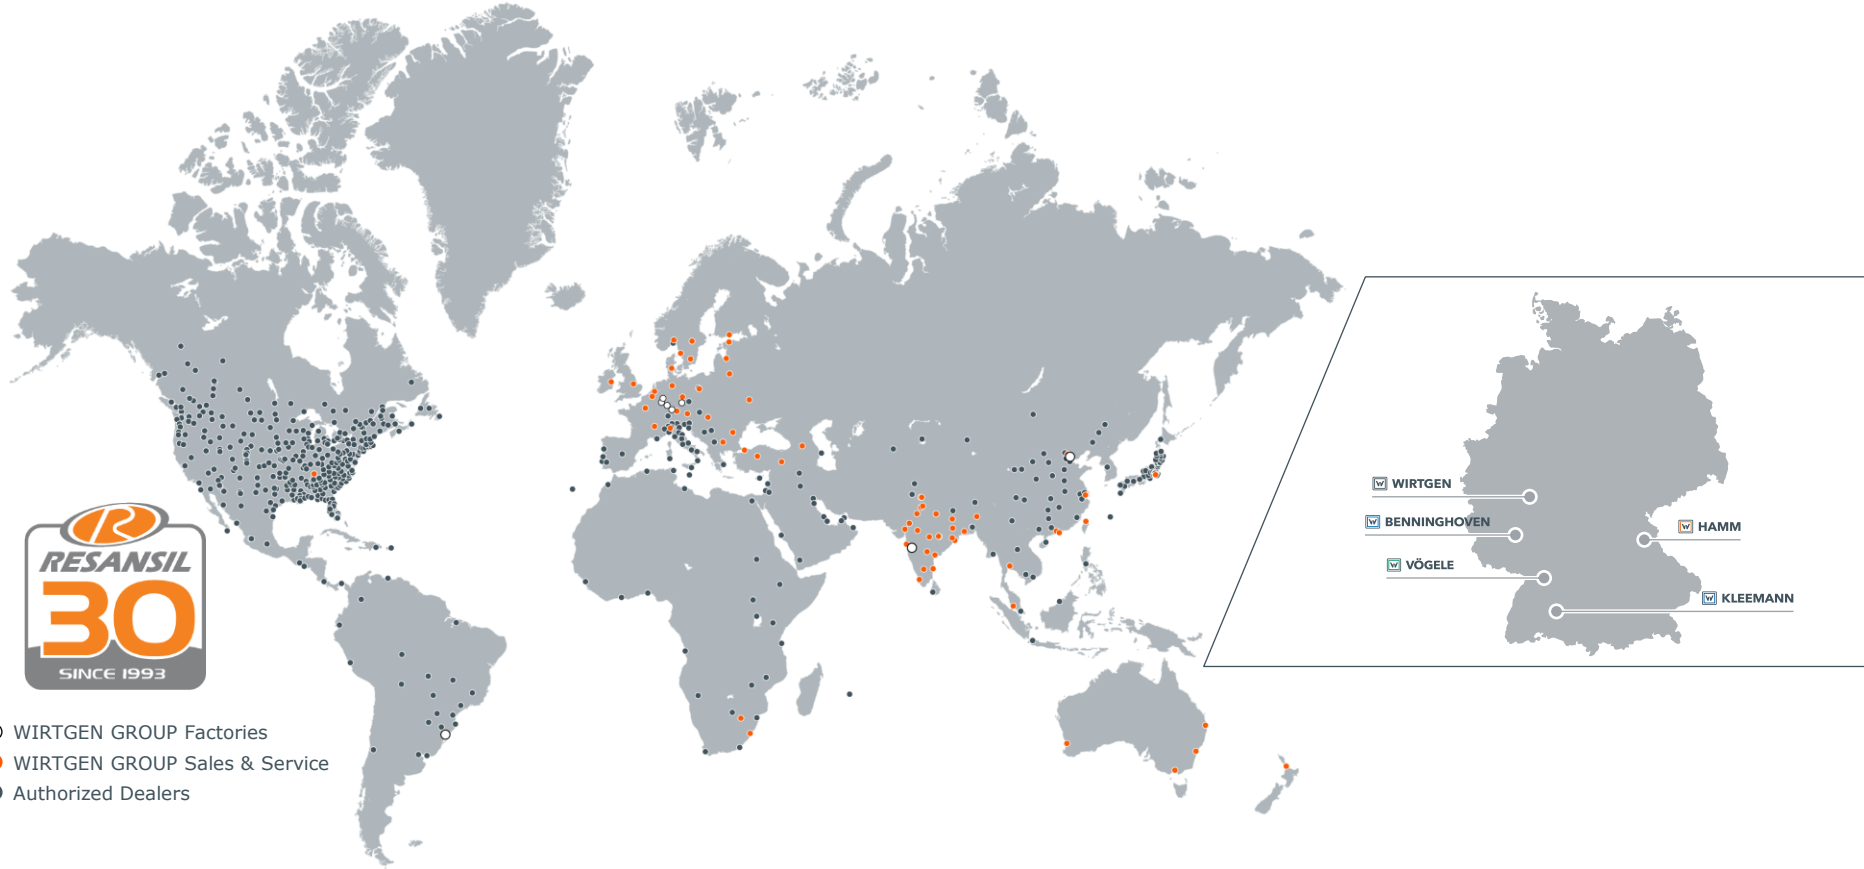 RESANSIL
30
SINCE 1993
WIRTGEN GROUP Factories
WIRTGEN GROUP Sales & Service
Authorized Dealers
WIRTGEN
BENNINGHOVEN
VÖGELE
HAMM
KLEEMANN